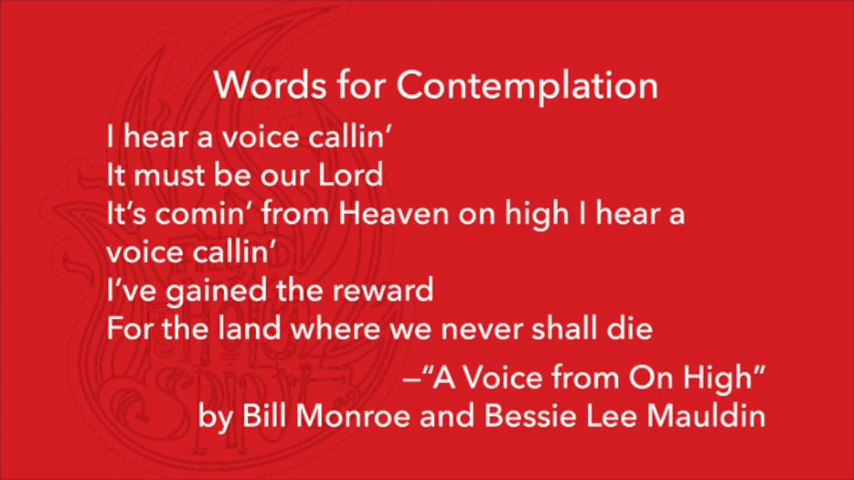 Words for Contemplation
I hear a voice callin’
It must be our Lord
It’s comin’ from Heaven on high I hear a
voice callin’
I’ve gained the reward
For the land where we never shall die
—“A Voice from On High”
by Bill Monroe and Bessie Lee Mauldin